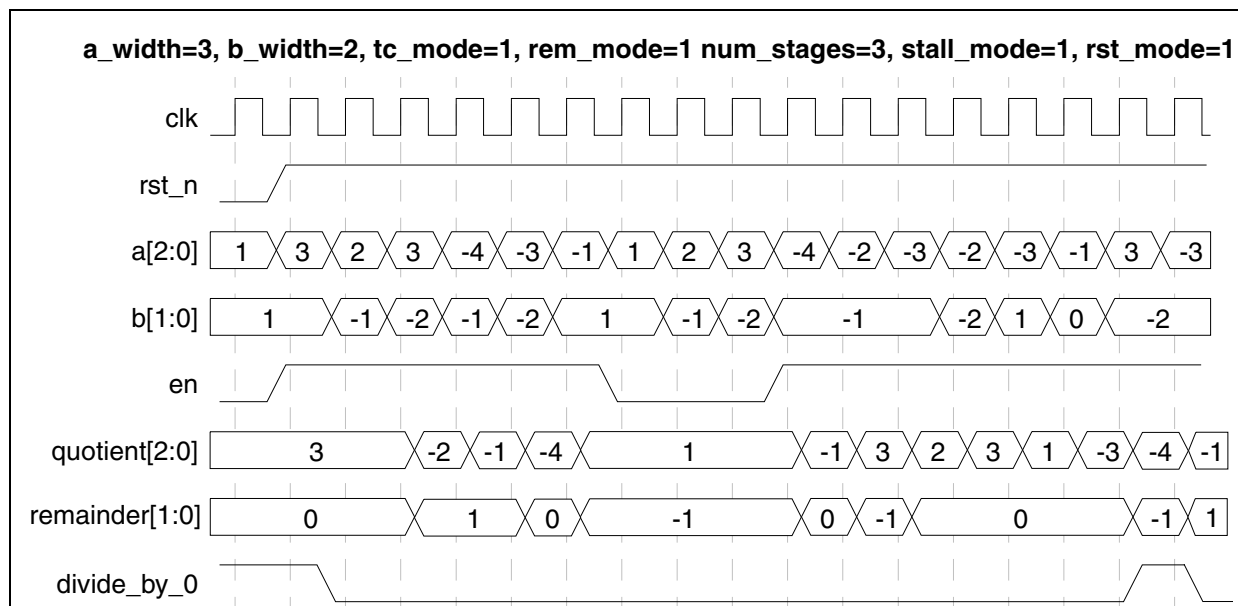 a_width=3, b_width=2, tc_mode=1, rem_mode=1 num_stages=3, stall_mode=1, rst_mode=1
clk
rst_n
a[2:0] 1 3 2 3 -4 -3 -1 1 2 3 -4 -2 -3 -2 -3 -1 3 -3
b[1:0] 1 -1 -2 -1 -2 1 -1 -2 -1 -2 1 0 -2
en
quotient[2:0] 3 -2 -1 -4 1 -1 3 2 3 1 -3 -4 -1
remainder[1:0] 0 1 0 -1 0 -1 0 -1 1
divide_by_0